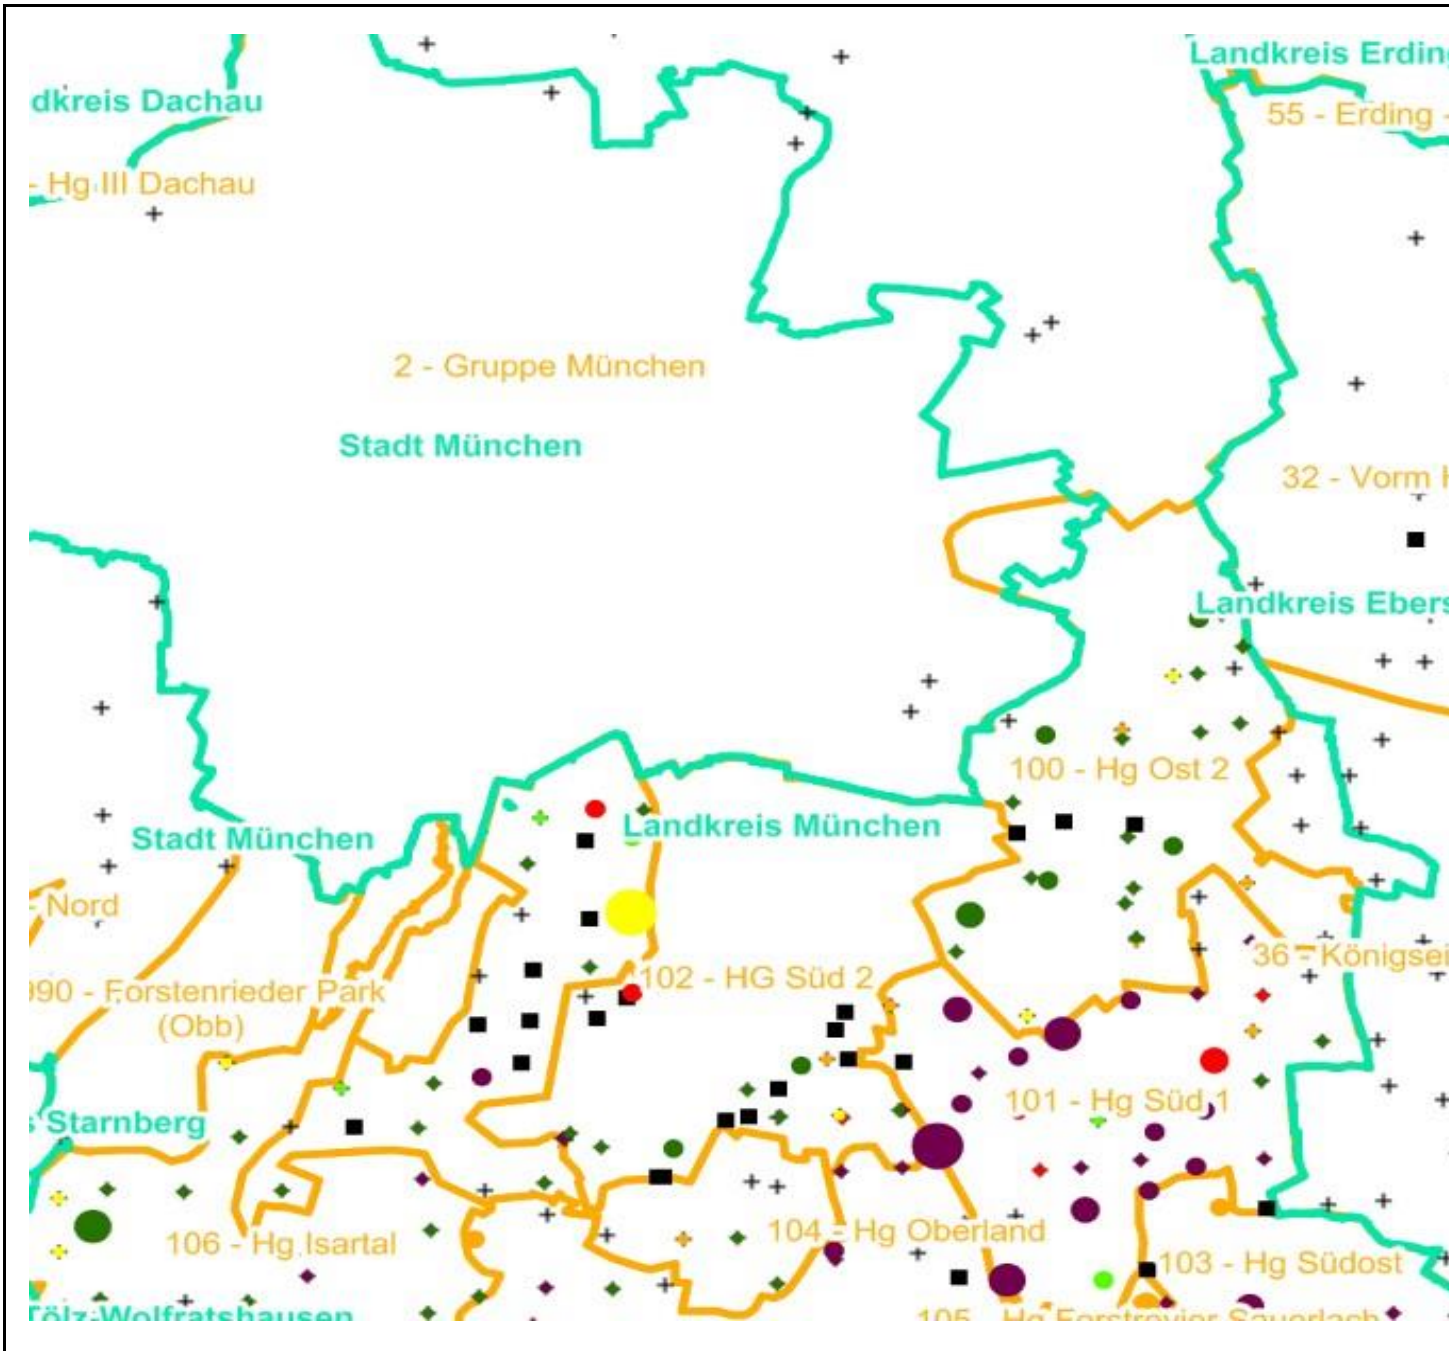 Landkreis Erding
dkreis Dachau
55 - Erding -
- Hg III Dachau
2 - Gruppe München
Stadt München
32 - Vorm H
Landkreis Ebers
100 - Hg Ost 2
Landkreis München
Stadt München
- Nord
36 - Königsei
102 - HG Süd 2
990 - Forstenrieder Park
(Obb)
101 - Hg Süd 1
s Starnberg
104 - Hg Oberland
106 - Hg Isartal
103 - Hg Südost
Tölz-Wolfratshausen
105 - Hg Forstrevier Sauerlach